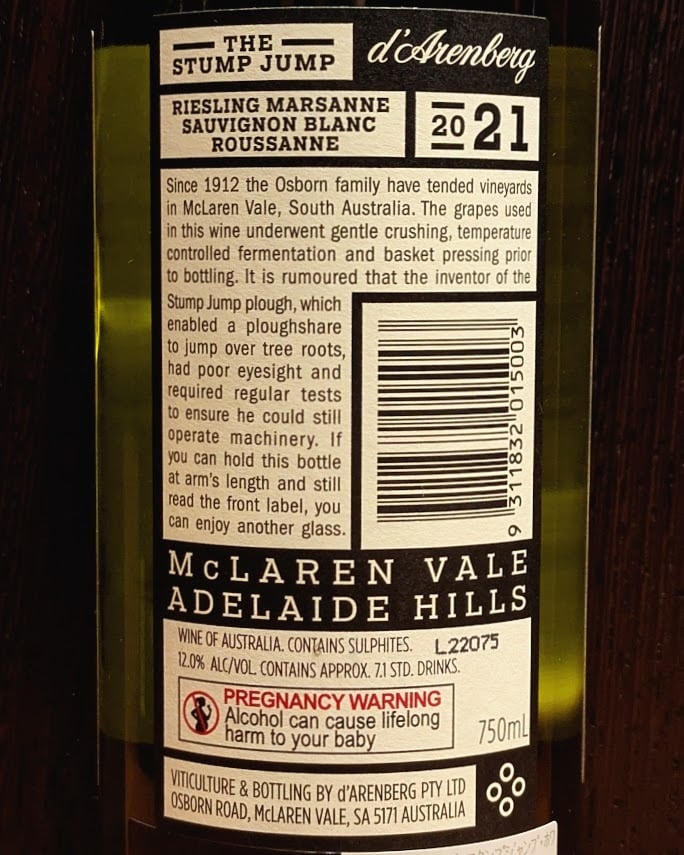 THE
STUMP JUMP
d'Arenberg
RIESLING MARSANNE
SAUVIGNON BLANC
ROUSSANNE
2021
Since 1912 the Osborn family have tended vineyards
in McLaren Vale, South Australia. The grapes used
in this wine underwent gentle crushing, temperature
controlled fermentation and basket pressing prior
to bottling. It is rumoured that the inventor of the
Stump Jump plough, which
enabled a ploughshare
to jump over tree roots,
had poor eyesight and
required regular tests
to ensure he could still
operate machinery. If
you can hold this bottle
at arm's length and still
read the front label, you
can enjoy another glass.
9 311832 015003
McLAREN VALE
ADELAIDE HILLS
WINE OF AUSTRALIA. CONTAINS SULPHITES. L22075
12.0% ALC/VOL. CONTAINS APPROX. 7.1 STD. DRINKS.
PREGNANCY WARNING
Alcohol can cause lifelong
harm to your baby
750mL
VITICULTURE & BOTTLING BY d'ARENBERG PTY LTD
OSBORN ROAD, McLAREN VALE, SA 5171 AUSTRALIA